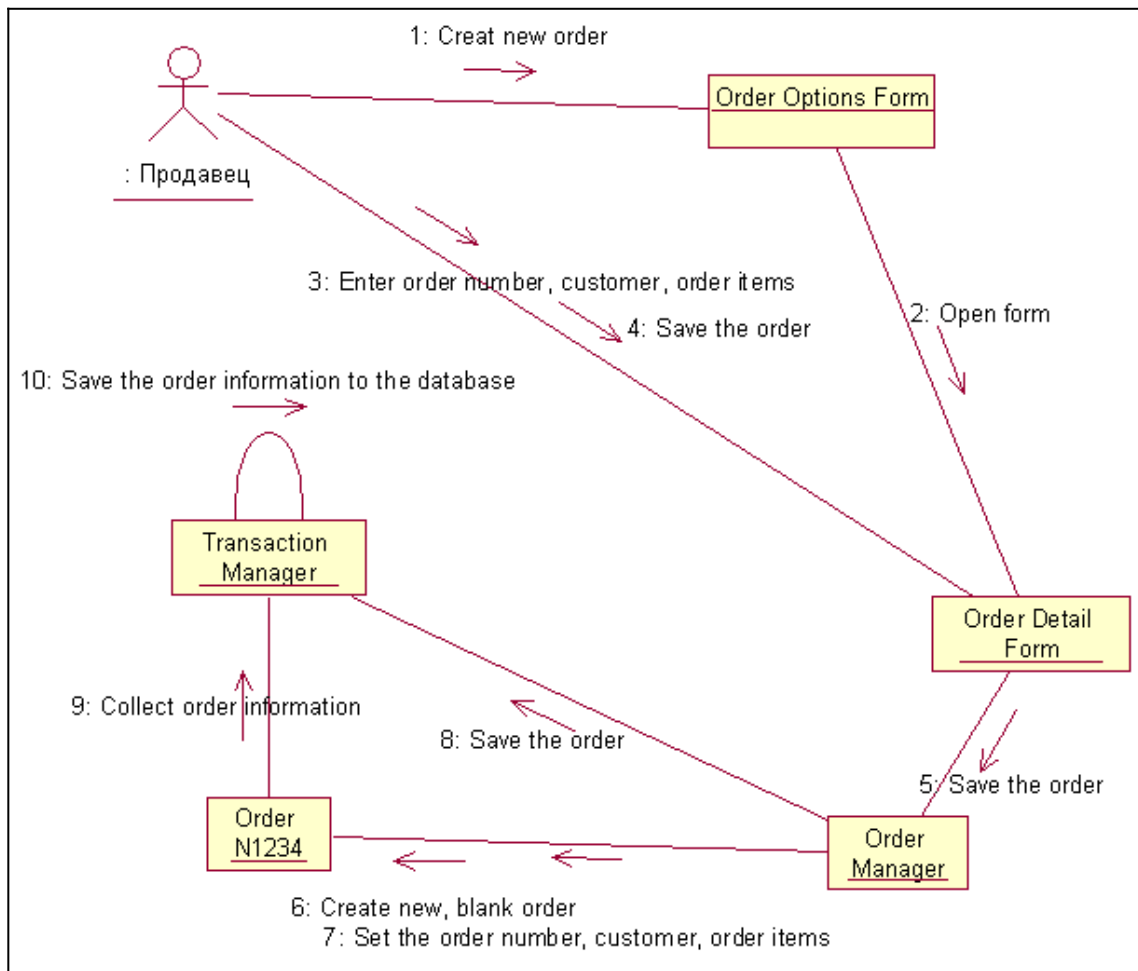 1: Creat new order
Order Options Form
: Продавец
3: Enter order number, customer, order items
4: Save the order
2: Open form
10: Save the order information to the database
Transaction
Manager
Order Detail
Form
9: Collect order information
8: Save the order
5: Save the order
Order
N1234
Order
Manager
6: Create new, blank order
7: Set the order number, customer, order items